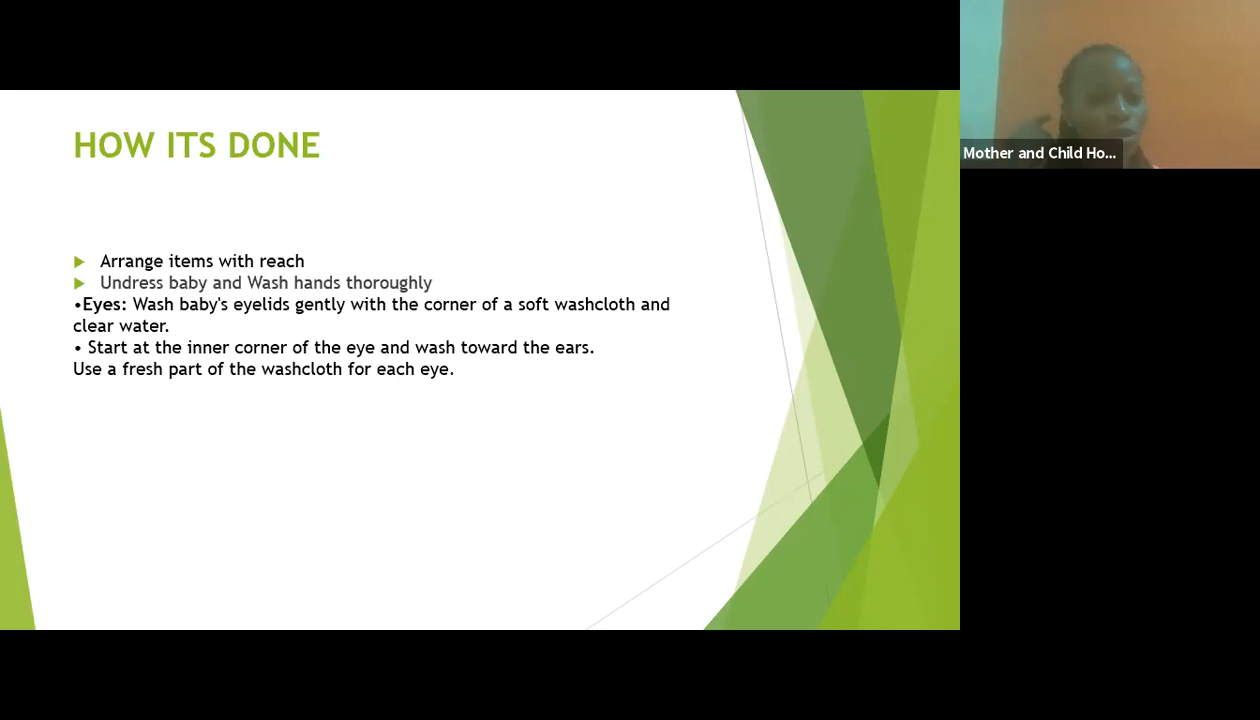 HOW ITS DONE
Arrange items with reach
Undress baby and Wash hands thoroughly
•Eyes: Wash baby's eyelids gently with the corner of a soft washcloth and
clear water.
• Start at the inner corner of the eye and wash toward the ears.
Use a fresh part of the washcloth for each eye.
Mother and Child Ho...